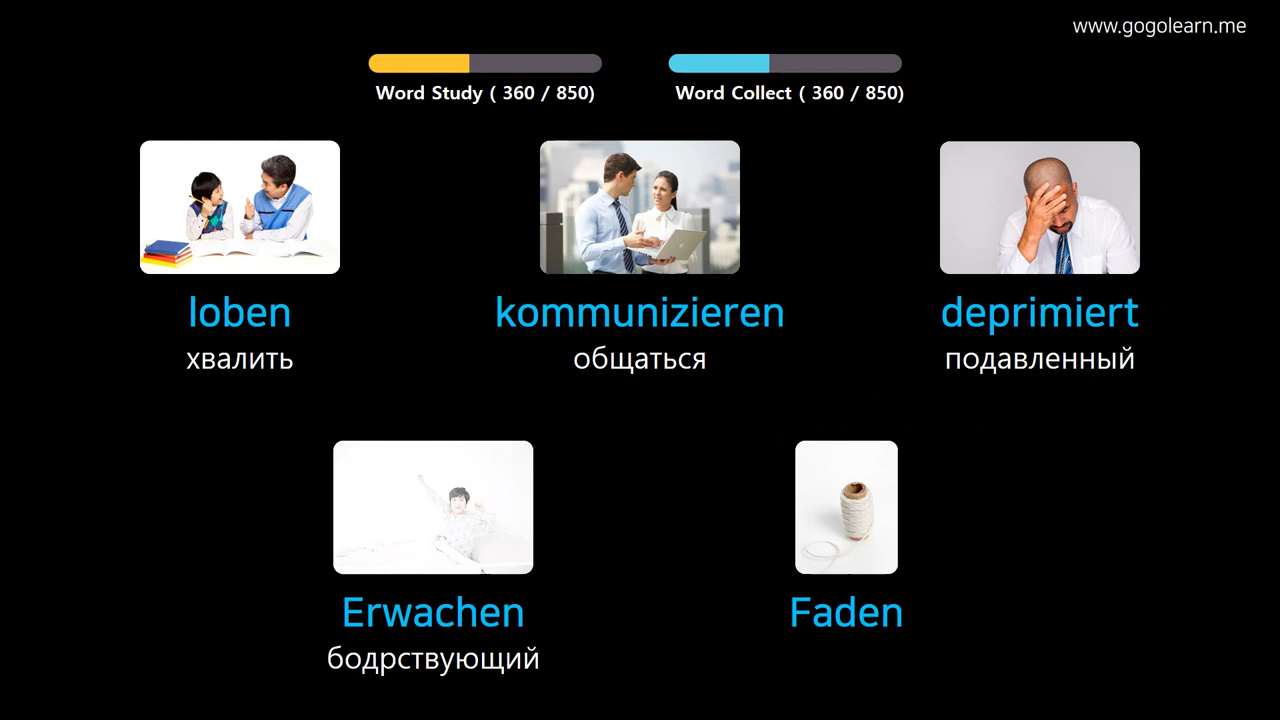 www.gogolearn.me
Word Study ( 360 / 850)
Word Collect ( 360 / 850)
loben
хвалить
kommunizieren
общаться
deprimiert
подавленный
Erwachen
бодрствующий
Faden